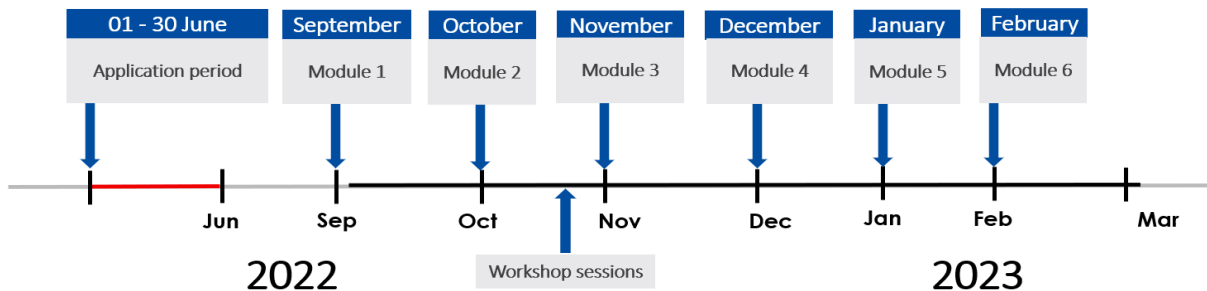 01 - 30 June
Application period
September
Module 1
October
Module 2
November
Module 3
December
Module 4
January
Module 5
February
Module 6
Jun
Sep
Oct
Nov
Dec
Jan
Feb
Mar
Workshop sessions
2022
2023